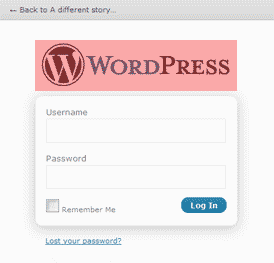 ← Back to A different story...
WORDPRESS
Username
Password
Remember Me
Log In
Lost your password?